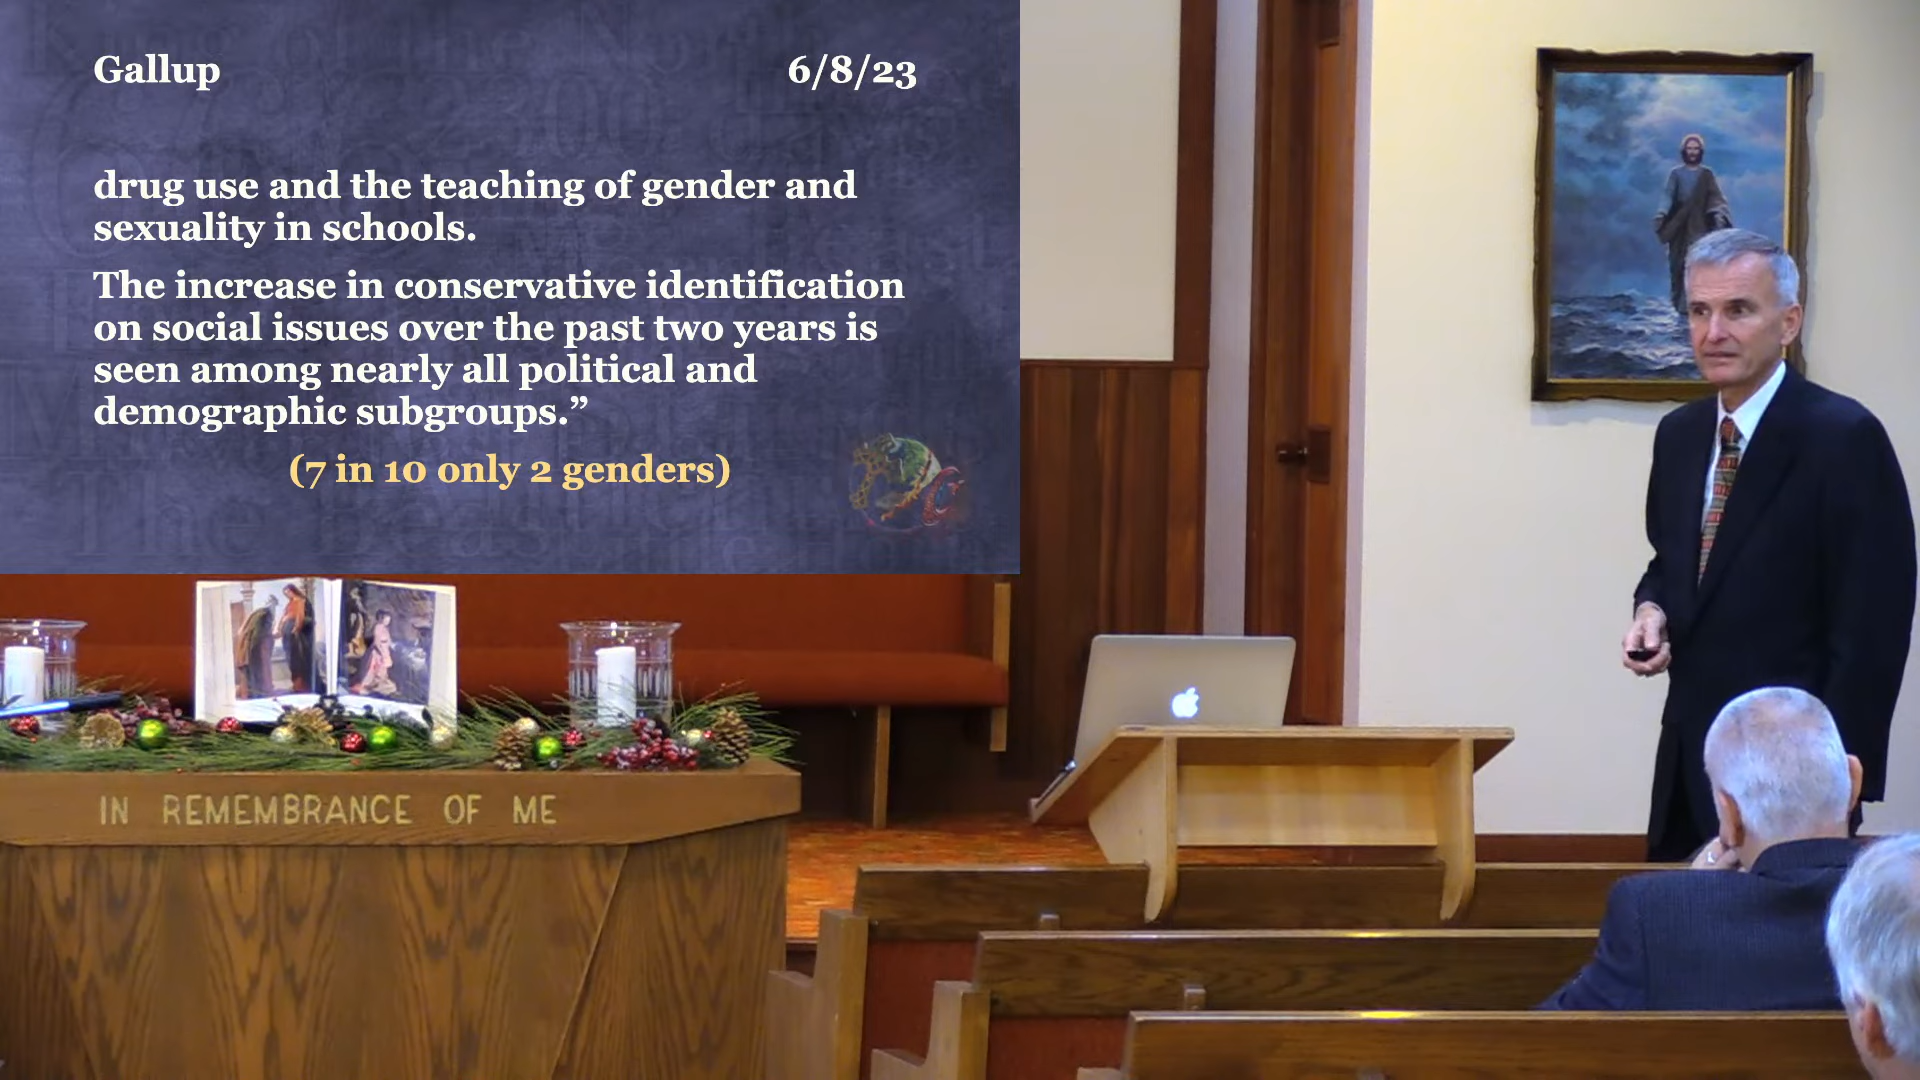 Gallup 6/8/23
drug use and the teaching of gender and
sexuality in schools.
The increase in conservative identification
on social issues over the past two years is
seen among nearly all political and
demographic subgroups.”
(7 in 10 only 2 genders)
IN REMEMBRANCE OF ME